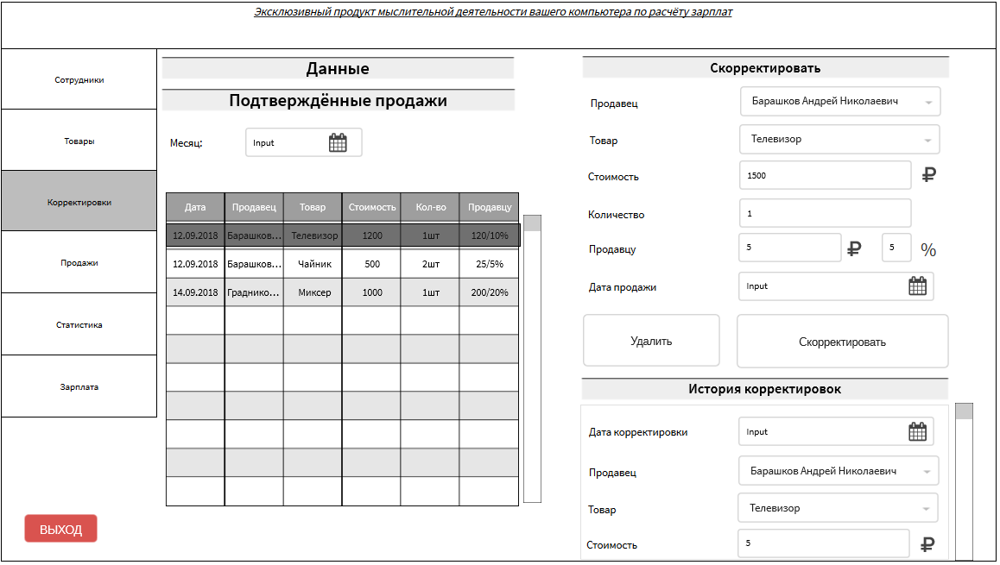 Эксклюзивный продукт мыслительной деятельности вашего компьютера по расчёту зарплат
Сотрудники
Товары
Корректировки
Продажи
Статистика
Зарплата
ВЫХОД
Данные
Подтверждённые продажи
Месяц: Input
Дата Продавец Товар Стоимость Кол-во Продавцу
12.09.2018 Барашков... Телевизор 1200 1шт 120/10%
12.09.2018 Барашков... Чайник 500 2шт 25/5%
14.09.2018 Граднико... Миксер 1000 1шт 200/20%
Скорректировать
Продавец Барашков Андрей Николаевич
Товар Телевизор
Стоимость 1500 ₽
Количество 1
Продавцу 5 ₽ 5 %
Дата продажи Input
Удалить Скорректировать
История корректировок
Дата корректировки Input
Продавец Барашков Андрей Николаевич
Товар Телевизор
Стоимость 5 ₽